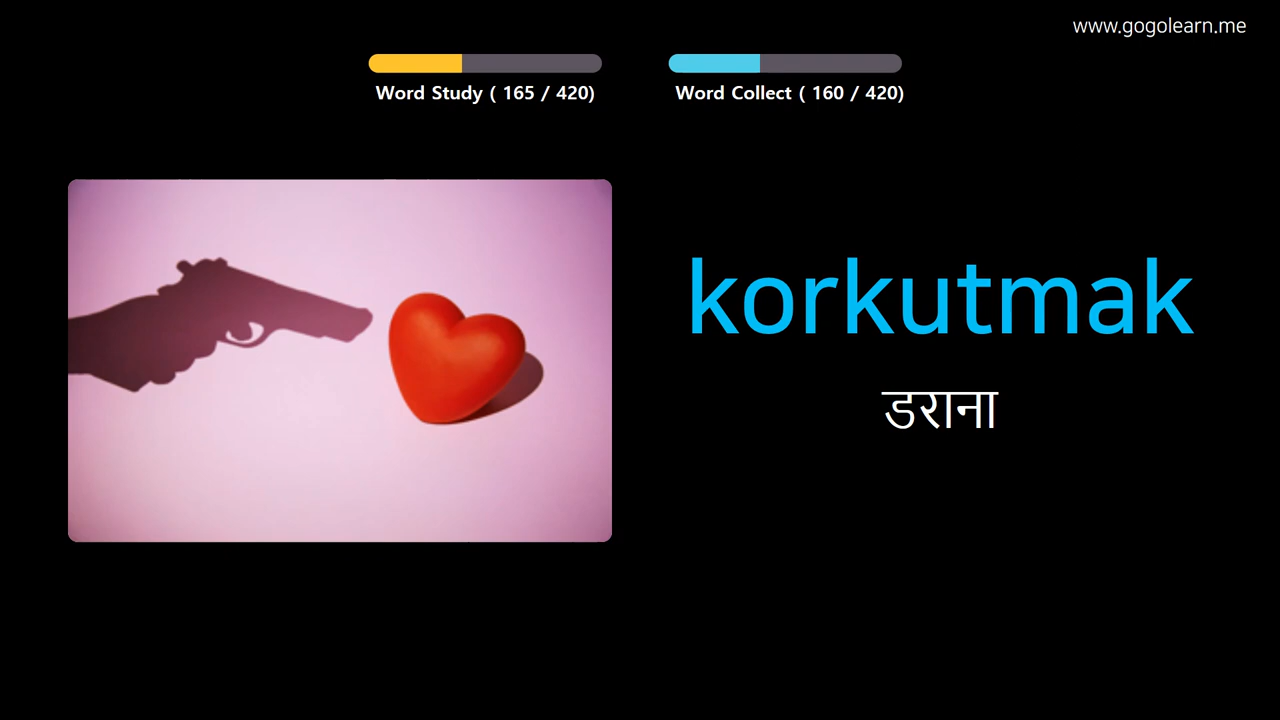 www.gogolearn.me
Word Study ( 165 / 420)
Word Collect ( 160 / 420)
korkutmak
डराना